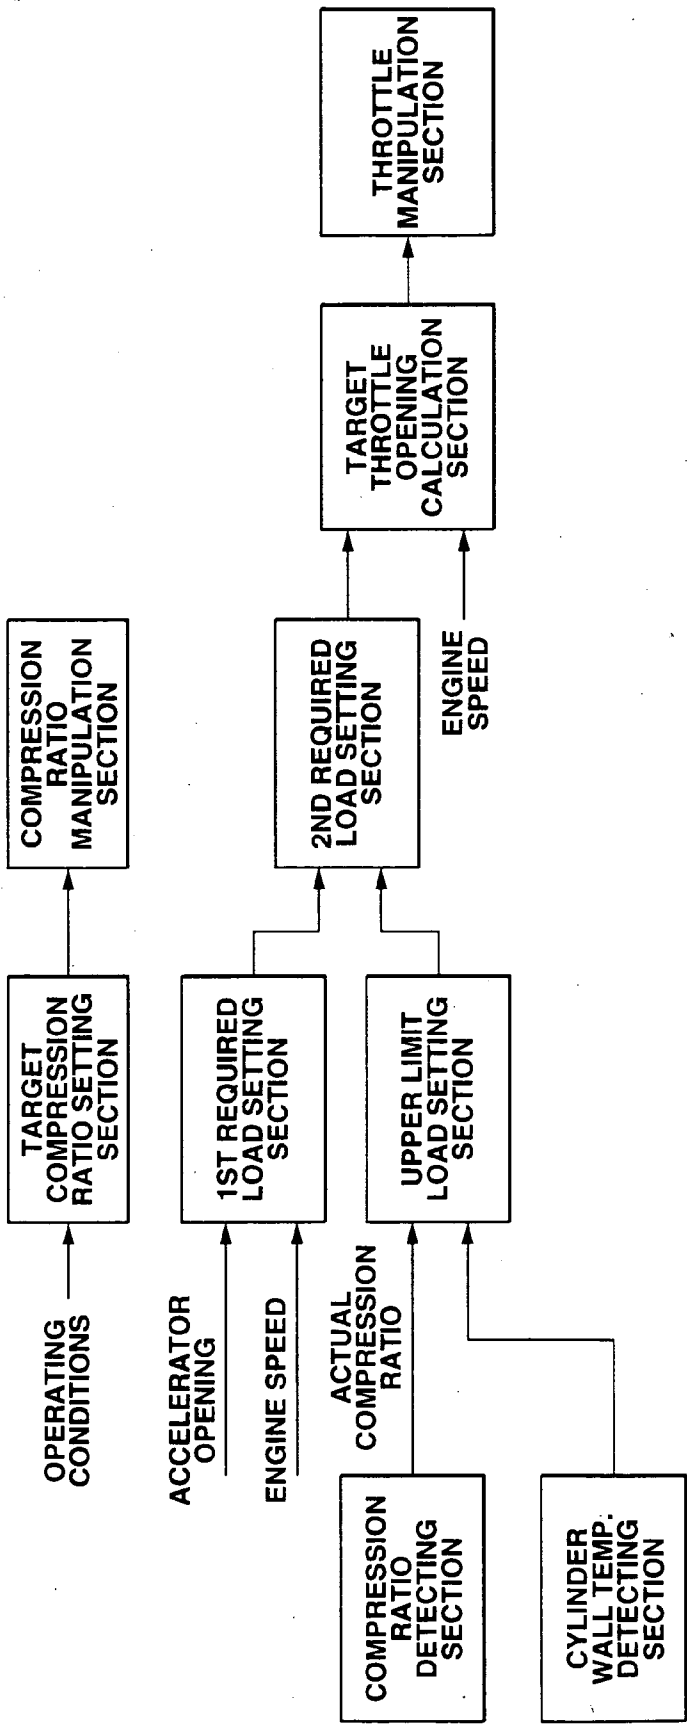 OPERATING
CONDITIONS
TARGET
COMPRESSION
RATIO SETTING
SECTION
COMPRESSION
RATIO
MANIPULATION
SECTION
ACCELERATOR
OPENING
ENGINE SPEED
1ST REQUIRED
LOAD SETTING
SECTION
COMPRESSION
RATIO
DETECTING
SECTION
ACTUAL
COMPRESSION
RATIO
CYLINDER
WALL TEMP.
DETECTING
SECTION
UPPER LIMIT
LOAD SETTING
SECTION
2ND REQUIRED
LOAD SETTING
SECTION
ENGINE
SPEED
TARGET
THROTTLE
OPENING
CALCULATION
SECTION
THROTTLE
MANIPULATION
SECTION